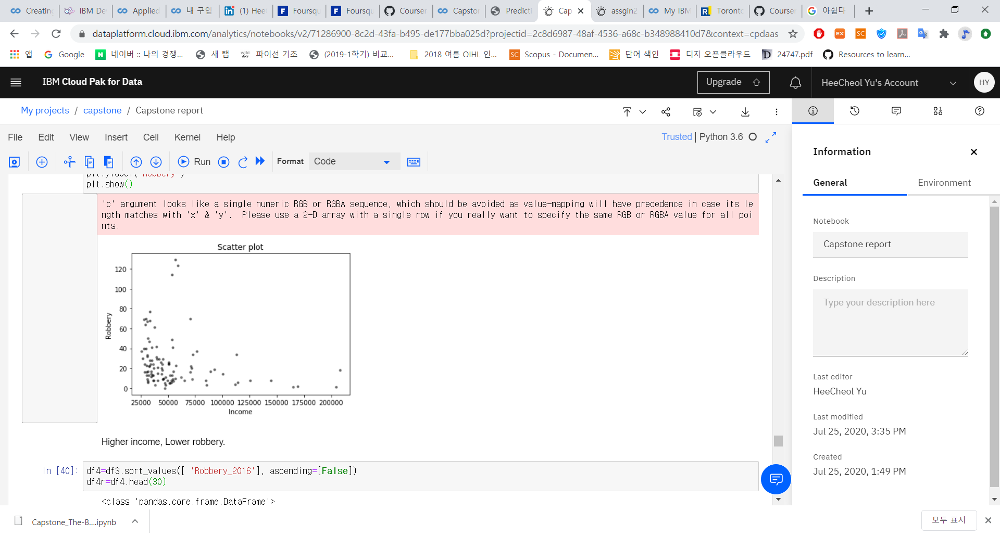 Creating
IBM De
Applied
내 구입
(1) Hee
Foursqu
Foursqu
Courser
Capstor
Predicti
Cap
assgin2
My IBM
Toronto
Courser
아쉽다
dataplatform.cloud.ibm.com/analytics/notebooks/v2/71286900-8c2d-43fa-b495-de177bba025d?projectid=2c8d6987-48af-4536-a68c-b348988410d7&context=cpdaas
앱
Google
네이버 :: 나의 경쟁...
새 탭
파이선 기초
(2019-1학기) 비교...
2018 여름 OIHL 인...
Scopus - Documen...
단어 색인
디지 오픈클라우드
24747.pdf
Resources to learn...
IBM Cloud Pak for Data
Upgrade
HeeCheol Yu's Account
HY
My projects / capstone / Capstone report
File Edit View Insert Cell Kernel Help
Trusted | Python 3.6
Run
Format
Code
plt.ylabel('Robbery')
plt.show()
'c' argument looks like a single numeric RGB or RGBA sequence, which should be avoided as value-mapping will have precedence in case its le
ngth matches with 'x' & 'y'.  Please use a 2-D array with a single row if you really want to specify the same RGB or RGBA value for all poi
nts.
Scatter plot
120
100
80
60
40
20
0
Robbery
25000 50000 75000 100000 125000 150000 175000 200000
Income
Higher income, Lower robbery.
In [40]:
df4=df3.sort_values([ 'Robbery_2016'], ascending=[False])
df4r=df4.head(30)
<class 'pandas.core.frame.DataFrame'>
Information
General
Environment
Notebook
Capstone report
Description
Type your description here
Last editor
HeeCheol Yu
Last modified
Jul 25, 2020, 3:35 PM
Created
Jul 25, 2020, 1:49 PM
Capstone_The-B....ipynb
모두 표시